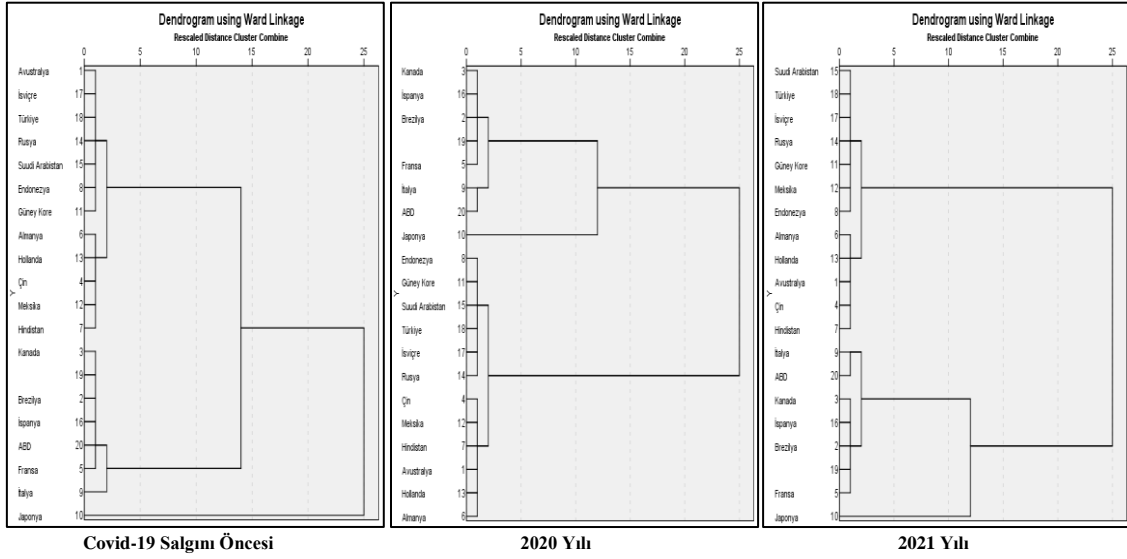 Dendrogram using Ward Linkage
Rescaled Distance Cluster Combine
0 5 10 15 20 25
Avustralya 1
İsviçre 17
Türkiye 18
Rusya 14
Suudi Arabistan 15
Endonezya 8
Güney Kore 11
Almanya 6
Hollanda 13
Çin 4
Meksika 12
Hindistan 7
Kanada 3
19
Brezilya 2
İspanya 16
ABD 20
Fransa 5
İtalya 9
Japonya 10
Y
Covid-19 Salgını Öncesi
Dendrogram using Ward Linkage
Rescaled Distance Cluster Combine
0 5 10 15 20 25
Kanada 3
İspanya 16
Brezilya 2
19
Fransa 5
İtalya 9
ABD 20
Japonya 10
Endonezya 8
Güney Kore 11
Suudi Arabistan 15
Türkiye 18
İsviçre 17
Rusya 14
Çin 4
Meksika 12
Hindistan 7
Avustralya 1
Hollanda 13
Almanya 6
Y
2020 Yılı
Dendrogram using Ward Linkage
Rescaled Distance Cluster Combine
0 5 10 15 20 25
Suudi Arabistan 15
Türkiye 18
İsviçre 17
Rusya 14
Güney Kore 11
Meksika 12
Endonezya 8
Almanya 6
Hollanda 13
Avustralya 1
Çin 4
Hindistan 7
İtalya 9
ABD 20
Kanada 3
İspanya 16
Brezilya 2
19
Fransa 5
Japonya 10
Y
2021 Yılı